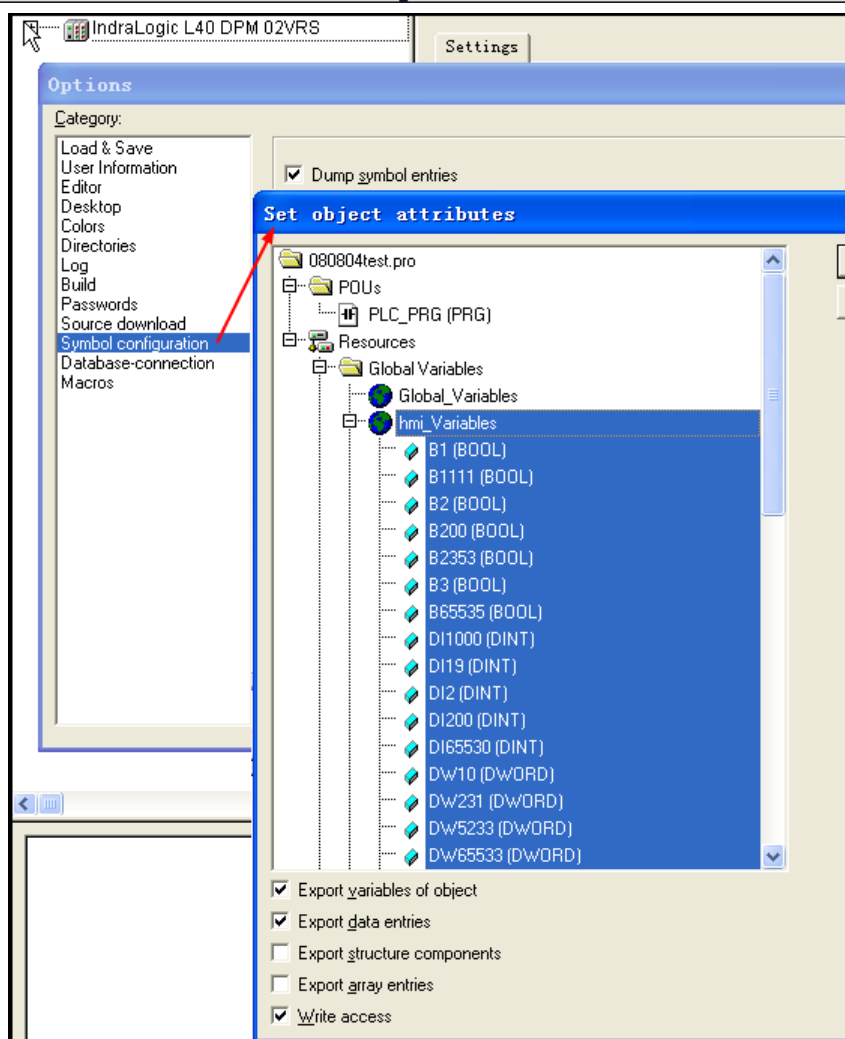 IndraLogic L40 DPM 02VRS
Settings
Options
Category:
Load & Save
User Information
Editor
Desktop
Colors
Directories
Log
Build
Passwords
Source download
Symbol configuration
Database-connection
Macros
Dump symbol entries
Set object attributes
080804test.pro
POUs
PLC_PRG (PRG)
Resources
Global Variables
Global_Variables
hmi_Variables
B1 (BOOL)
B1111 (BOOL)
B2 (BOOL)
B200 (BOOL)
B2353 (BOOL)
B3 (BOOL)
B65535 (BOOL)
DI1000 (DINT)
DI19 (DINT)
DI2 (DINT)
DI200 (DINT)
DI65530 (DINT)
DW10 (DWORD)
DW231 (DWORD)
DW5233 (DWORD)
DW65533 (DWORD)
Export variables of object
Export data entries
Export structure components
Export array entries
Write access